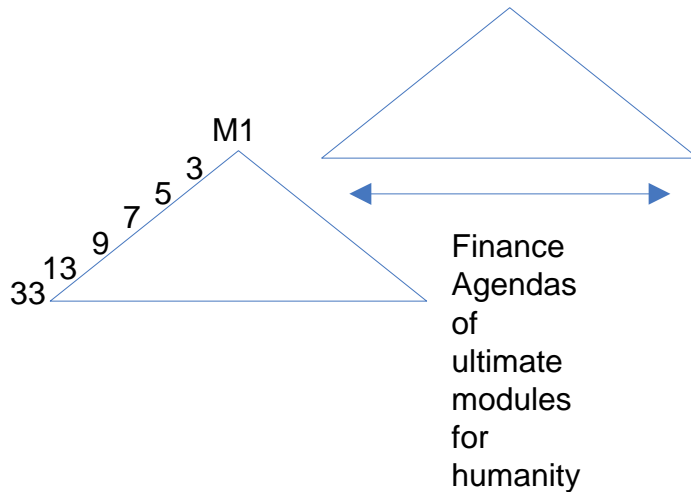 M1
3
5
7
9
13
33
Finance
Agendas
of
ultimate
modules
for
humanity